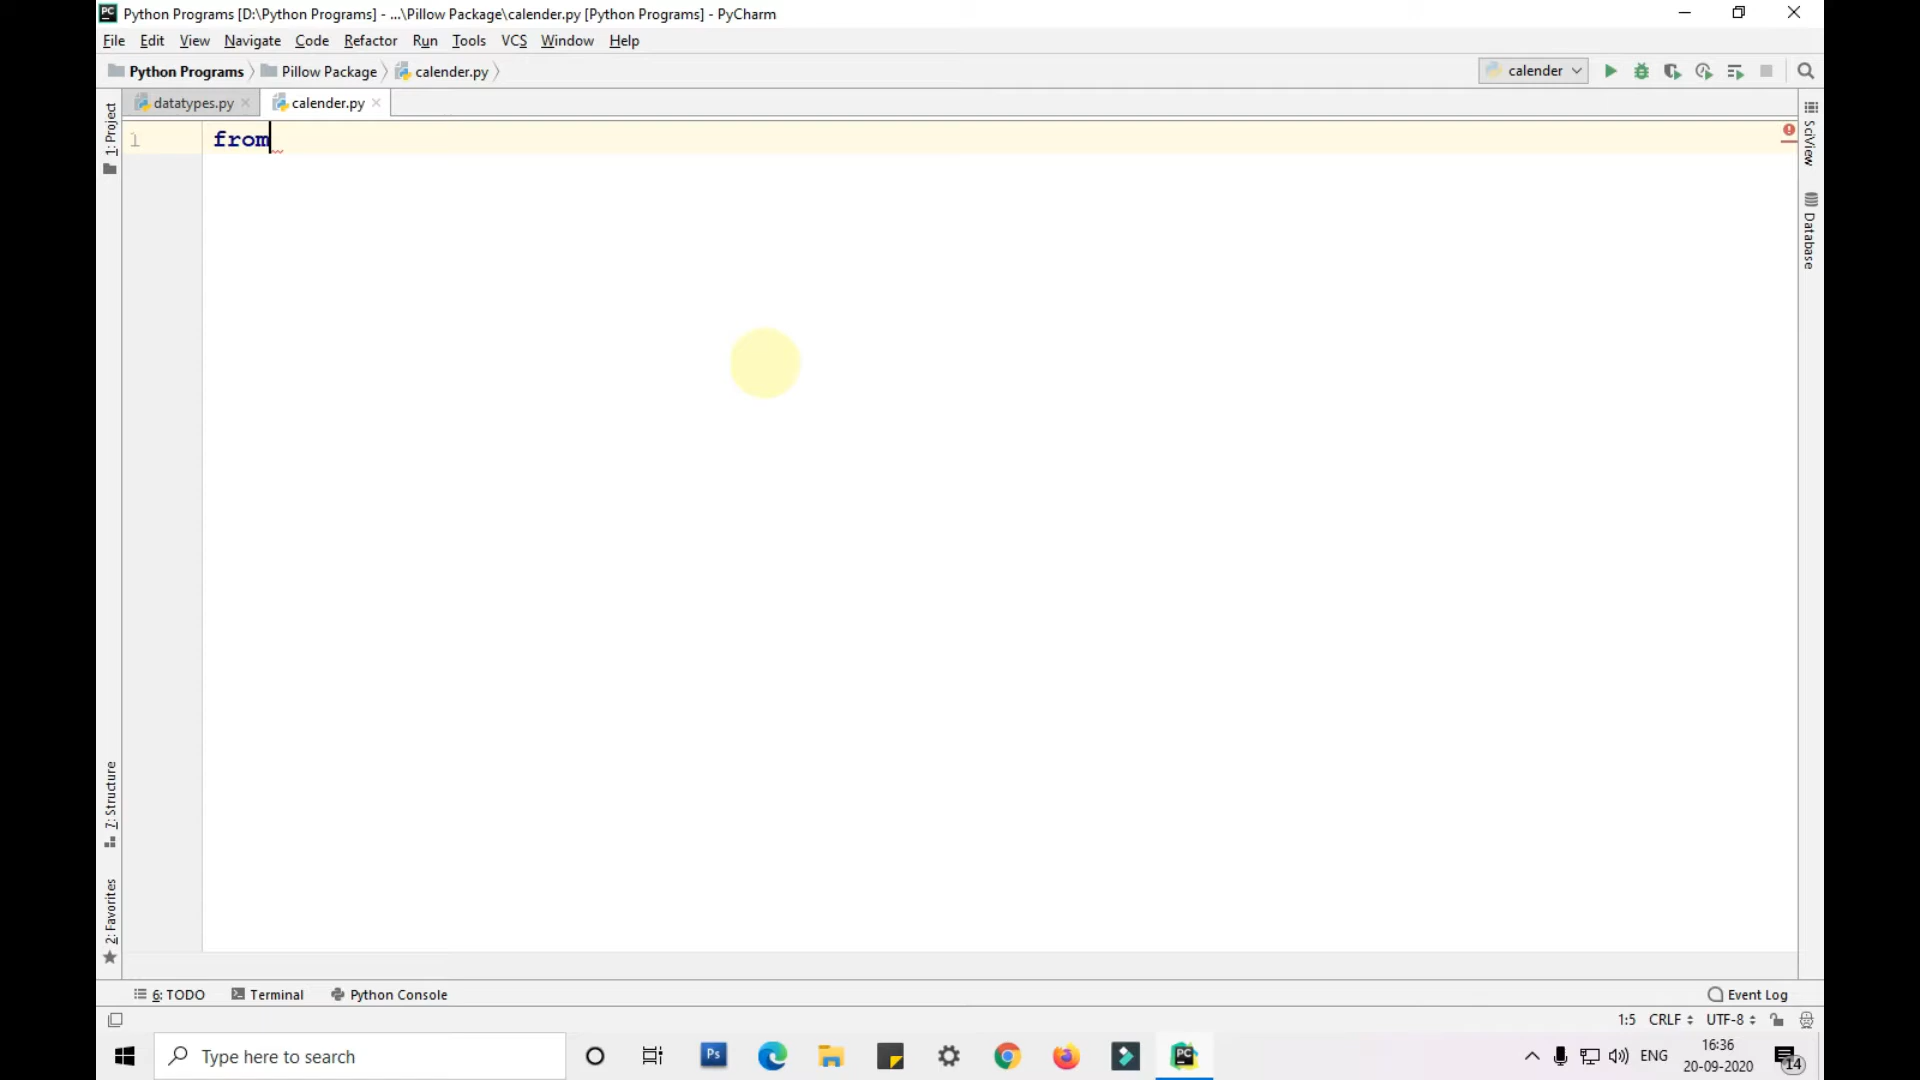 Python Programs [D:\Python Programs] - ...\Pillow Package\calender.py [Python Programs] - PyCharm
File Edit View Navigate Code Refactor Run Tools VCS Window Help
Python Programs Pillow Package calender.py calender
datatypes.py calender.py
1 from
1: Project
7: Structure
2: Favorites
SciView
Database
6: TODO Terminal Python Console Event Log
1:5 CRLF UTF-8
Type here to search
Ps
PC
ENG
16:36
20-09-2020
14